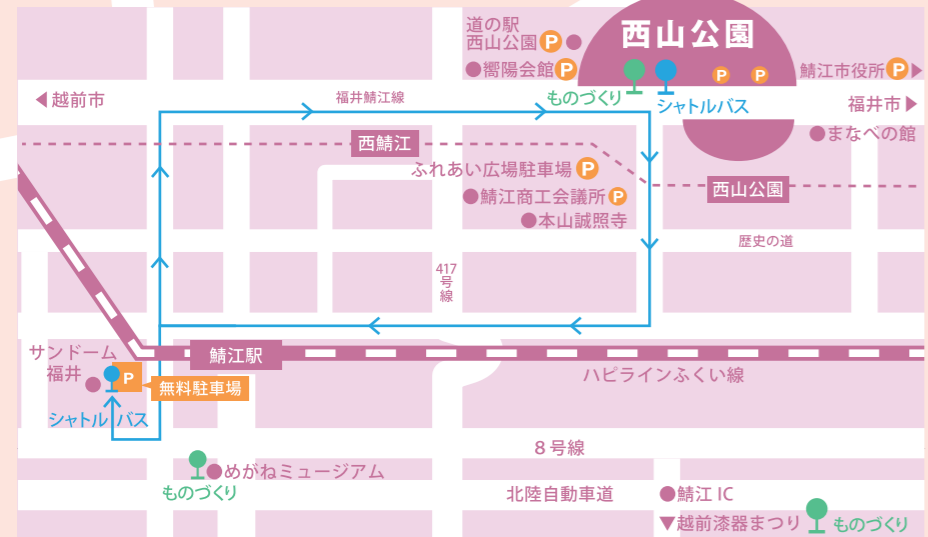 道の駅
西山公園 P
西山公園
嚮陽会館 P
P P
鯖江市役所 P
越前市
福井鯖江線
ものづくり
シャトルバス
福井市
まなべの館
西鯖江
ふれあい広場駐車場 P
西山公園
鯖江商工会議所 P
本山誠照寺
歴史の道
417
号
線
サンドーム
福井
鯖江駅
P
無料駐車場
ハピラインふくい線
シャトルバス
8号線
めがねミュージアム
ものづくり
北陸自動車道
鯖江 IC
▼越前漆器まつり
ものづくり